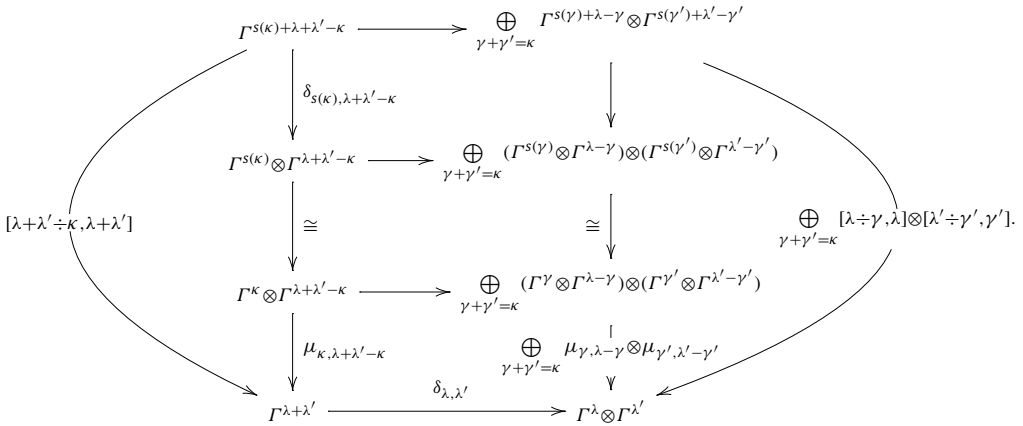 Γ^{s(κ)+λ+λ′−κ} ⊕_{γ+γ′=κ} Γ^{s(γ)+λ−γ}⊗Γ^{s(γ′)+λ′−γ′}
δ_{s(κ),λ+λ′−κ}
Γ^{s(κ)}⊗Γ^{λ+λ′−κ} ⊕_{γ+γ′=κ} (Γ^{s(γ)}⊗Γ^{λ−γ})⊗(Γ^{s(γ′)}⊗Γ^{λ′−γ′})
[λ+λ′÷κ,λ+λ′] ≅ ≅ ⊕_{γ+γ′=κ} [λ÷γ,λ]⊗[λ′÷γ′,γ′].
Γ^{κ}⊗Γ^{λ+λ′−κ} ⊕_{γ+γ′=κ} (Γ^{γ}⊗Γ^{λ−γ})⊗(Γ^{γ′}⊗Γ^{λ′−γ′})
μ_{κ,λ+λ′−κ} ⊕_{γ+γ′=κ} μ_{γ,λ−γ}⊗μ_{γ′,λ′−γ′}
δ_{λ,λ′}
Γ^{λ+λ′} Γ^{λ}⊗Γ^{λ′}